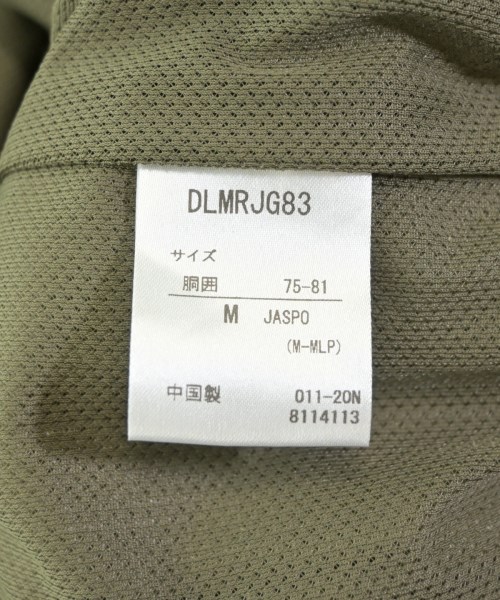 DLMRJG83
サイズ
胴囲 75-81
M JASPO
(M-MLP)
中国製 011-20N
8114113